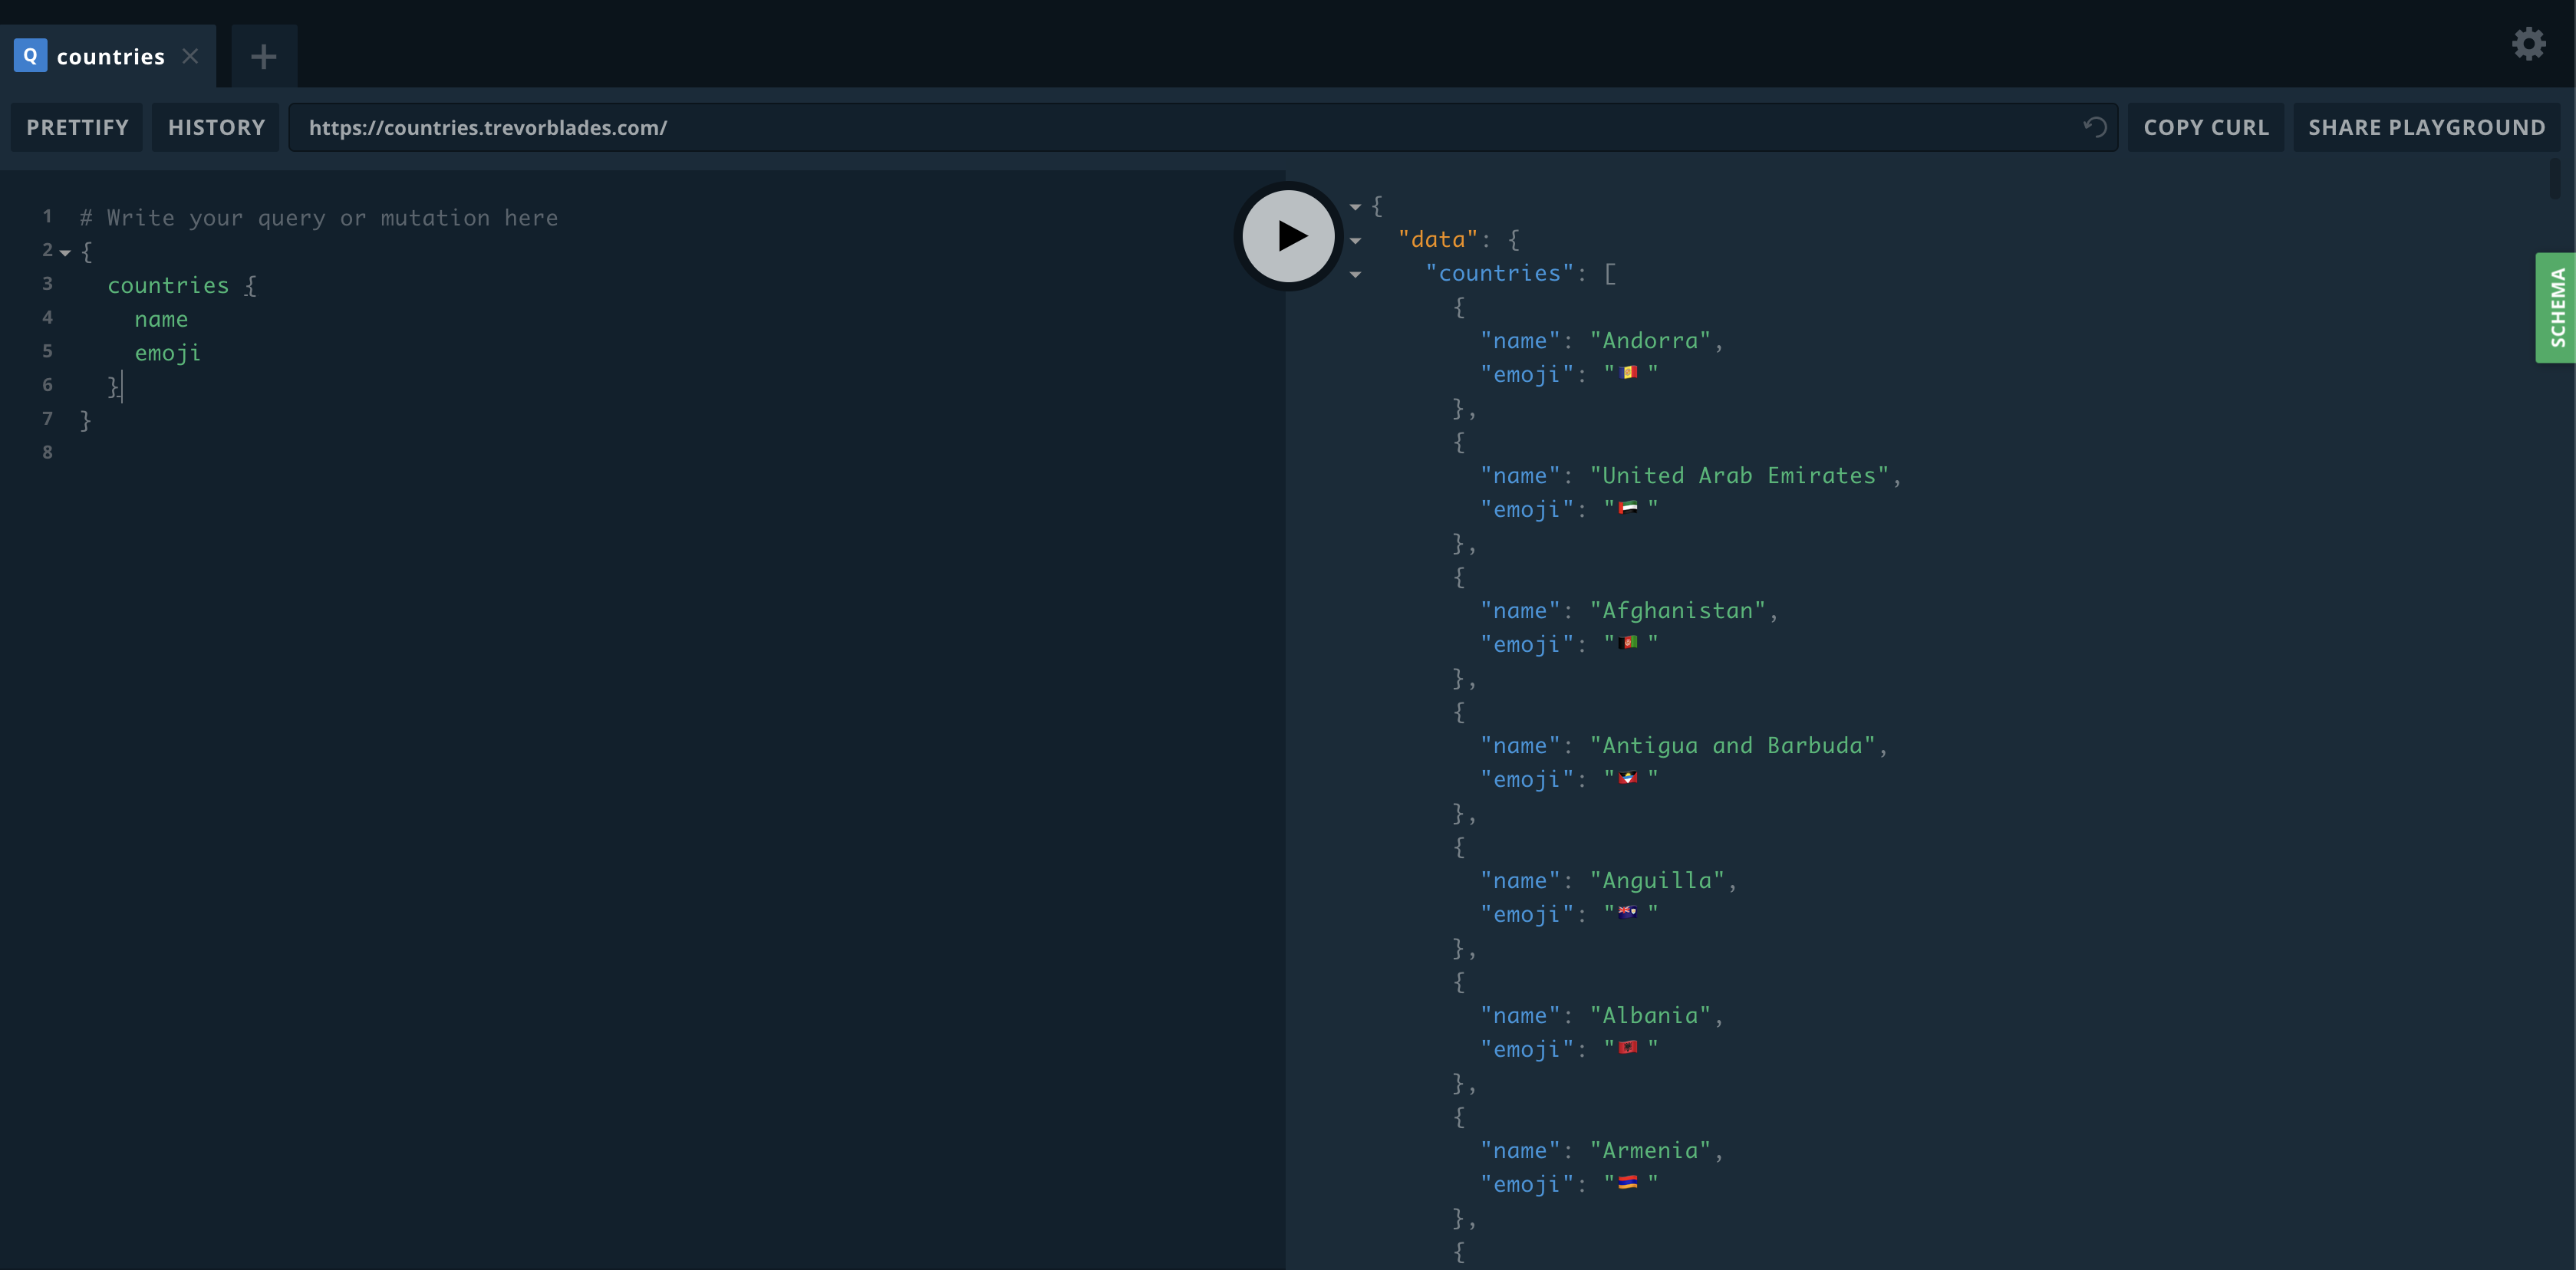 Q countries
PRETTIFY
HISTORY
https://countries.trevorblades.com/
COPY CURL
SHARE PLAYGROUND
1 # Write your query or mutation here
2 {
3 countries {
4 name
5 emoji
6 }
7 }
8
{
"data": {
"countries": [
{
"name": "Andorra",
"emoji": "🇦🇩"
},
{
"name": "United Arab Emirates",
"emoji": "🇦🇪"
},
{
"name": "Afghanistan",
"emoji": "🇦🇫"
},
{
"name": "Antigua and Barbuda",
"emoji": "🇦🇬"
},
{
"name": "Anguilla",
"emoji": "🇦🇮"
},
{
"name": "Albania",
"emoji": "🇦🇱"
},
{
"name": "Armenia",
"emoji": "🇦🇲"
},
{
SCHEMA